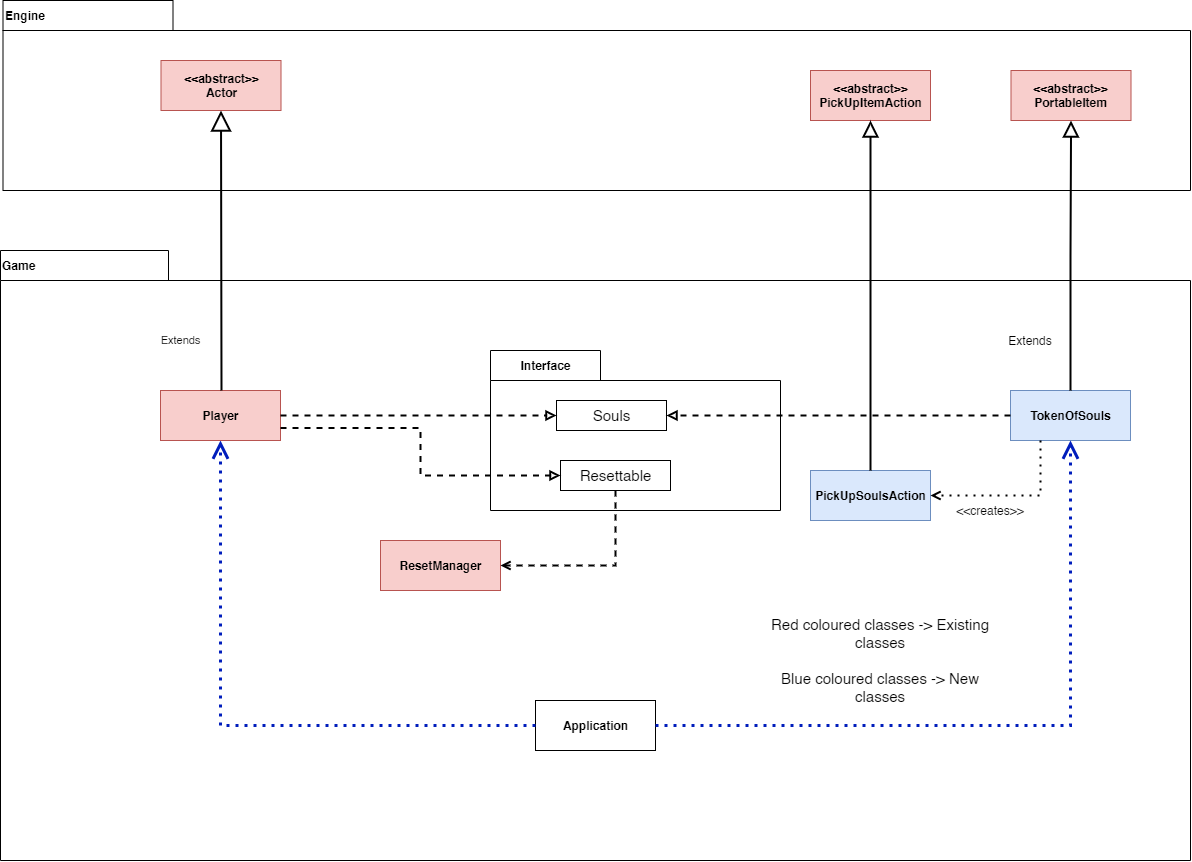 Engine
<<abstract>>
Actor
<<abstract>>
PickUpItemAction
<<abstract>>
PortableItem
Game
Extends
Extends
Interface
Player
Souls
TokenOfSouls
Resettable
PickUpSoulsAction
<<creates>>
ResetManager
Red coloured classes -> Existing
classes
Blue coloured classes -> New
classes
Application